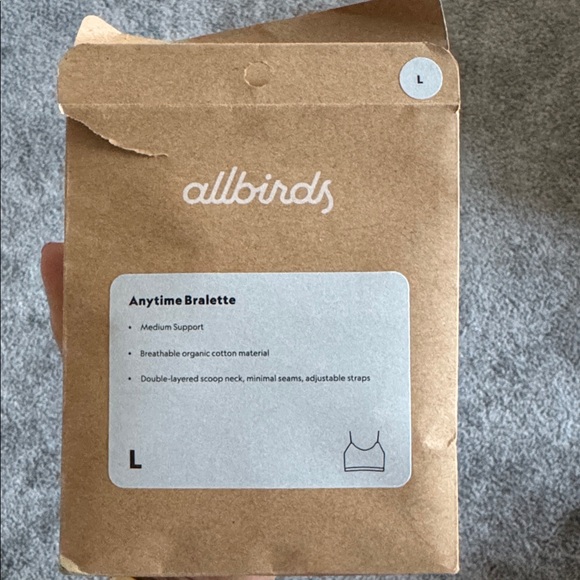 L
allbirds
Anytime Bralette
• Medium Support
• Breathable organic cotton material
• Double-layered scoop neck, minimal seams, adjustable straps
L